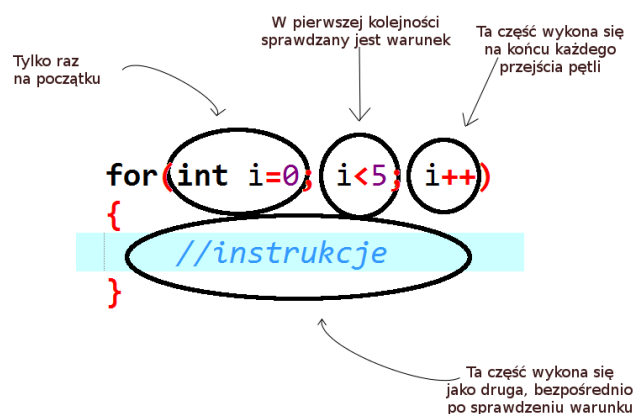 W pierwszej kolejności
sprawdzany jest warunek
Ta część wykona się
na końcu każdego
przejścia pętli
Tylko raz
na początku
for(int i=0; i<5; i++)
{
//instrukcje
}
Ta część wykona się
jako druga, bezpośrednio
po sprawdzeniu warunku